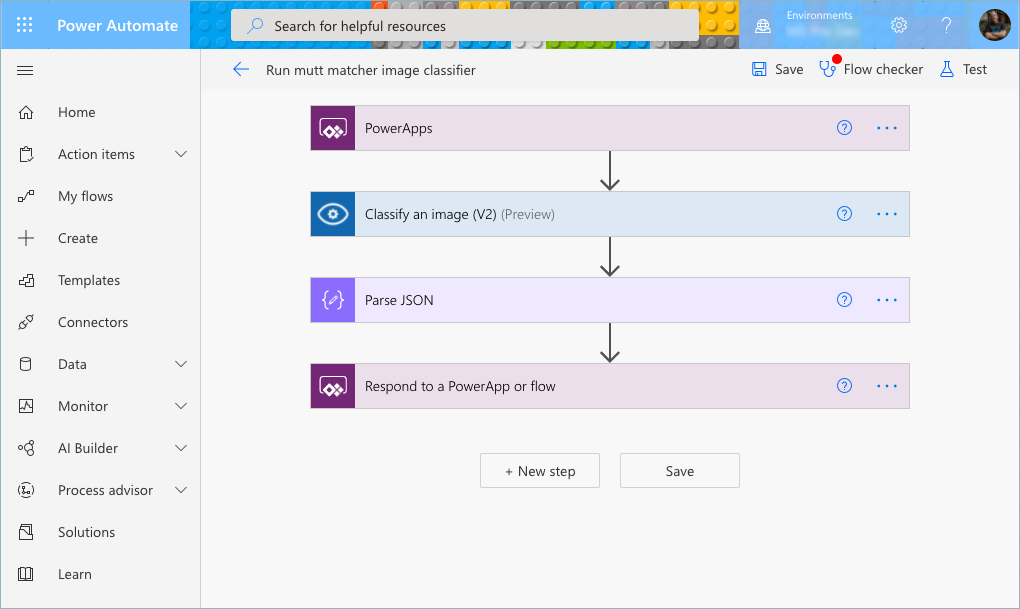 Power Automate
Search for helpful resources
Environments
?
Run mutt matcher image classifier
Save
Flow checker
Test
Home
Action items
My flows
Create
Templates
Connectors
Data
Monitor
AI Builder
Process advisor
Solutions
Learn
PowerApps
?
Classify an image (V2) (Preview)
?
Parse JSON
?
Respond to a PowerApp or flow
?
+ New step
Save